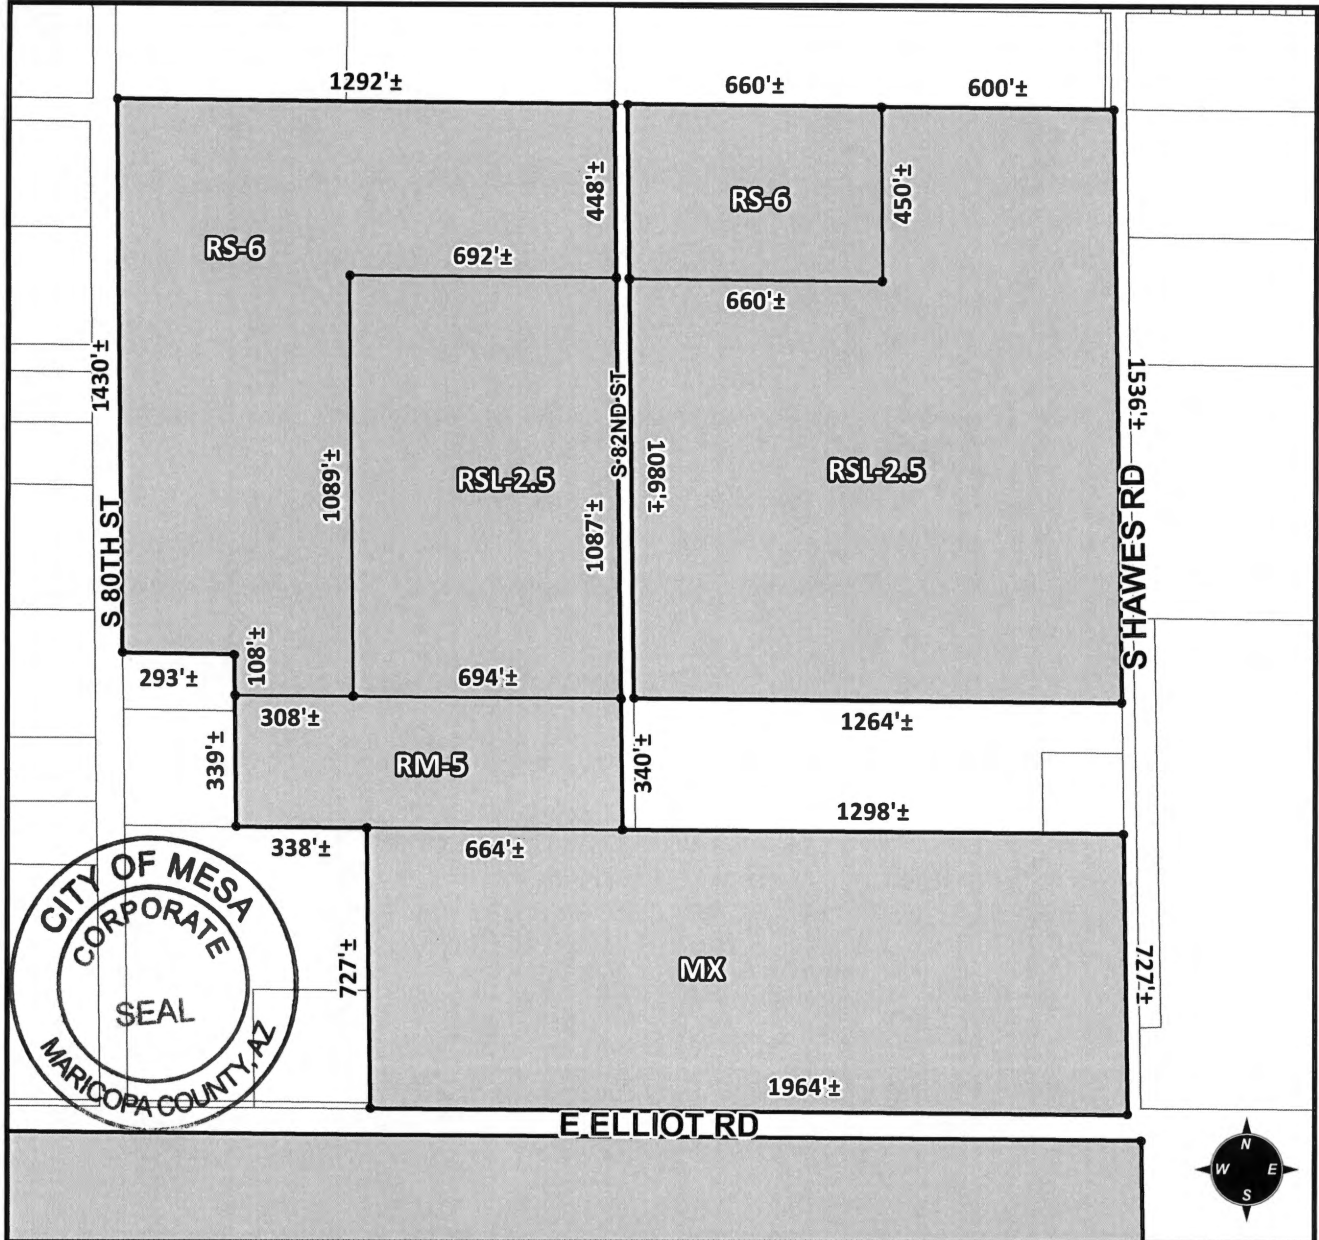 1292'±
660'±
600'±
448'±
RS-6
450'±
RS-6
692'±
660'±
1430'±
S 82ND ST
1536'±
1089'±
RSL-2.5
1087'±
1086'±
RSL-2.5
S 80TH ST
S HAWES RD
293'±
108'±
694'±
308'±
1264'±
339'±
RM-5
340'±
1298'±
338'±
664'±
CITY OF MESA
CORPORATE
SEAL
MARICOPA COUNTY, AZ
727'±
MX
727'±
1964'±
E ELLIOT RD
N
W E
S